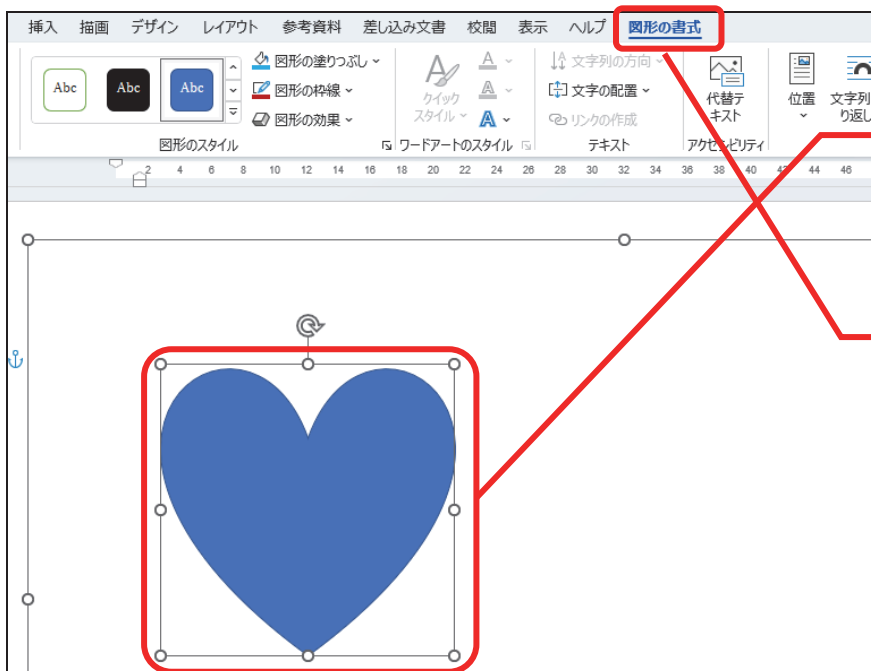 挿入 描画 デザイン レイアウト 参考資料 差し込み文書 校閲 表示 ヘルプ 図形の書式
Abc Abc Abc
図形の塗りつぶし
図形の枠線
図形の効果
図形のスタイル
A
クイック
スタイル
A
A
A
ワードアートのスタイル
文字列の方向
文字の配置
リンクの作成
テキスト
代替テ
キスト
アクセシビリティ
位置
文字列
り返し
2 4 6 8 10 12 14 16 18 20 22 24 26 28 30 32 34 36 38 40 42 44 46